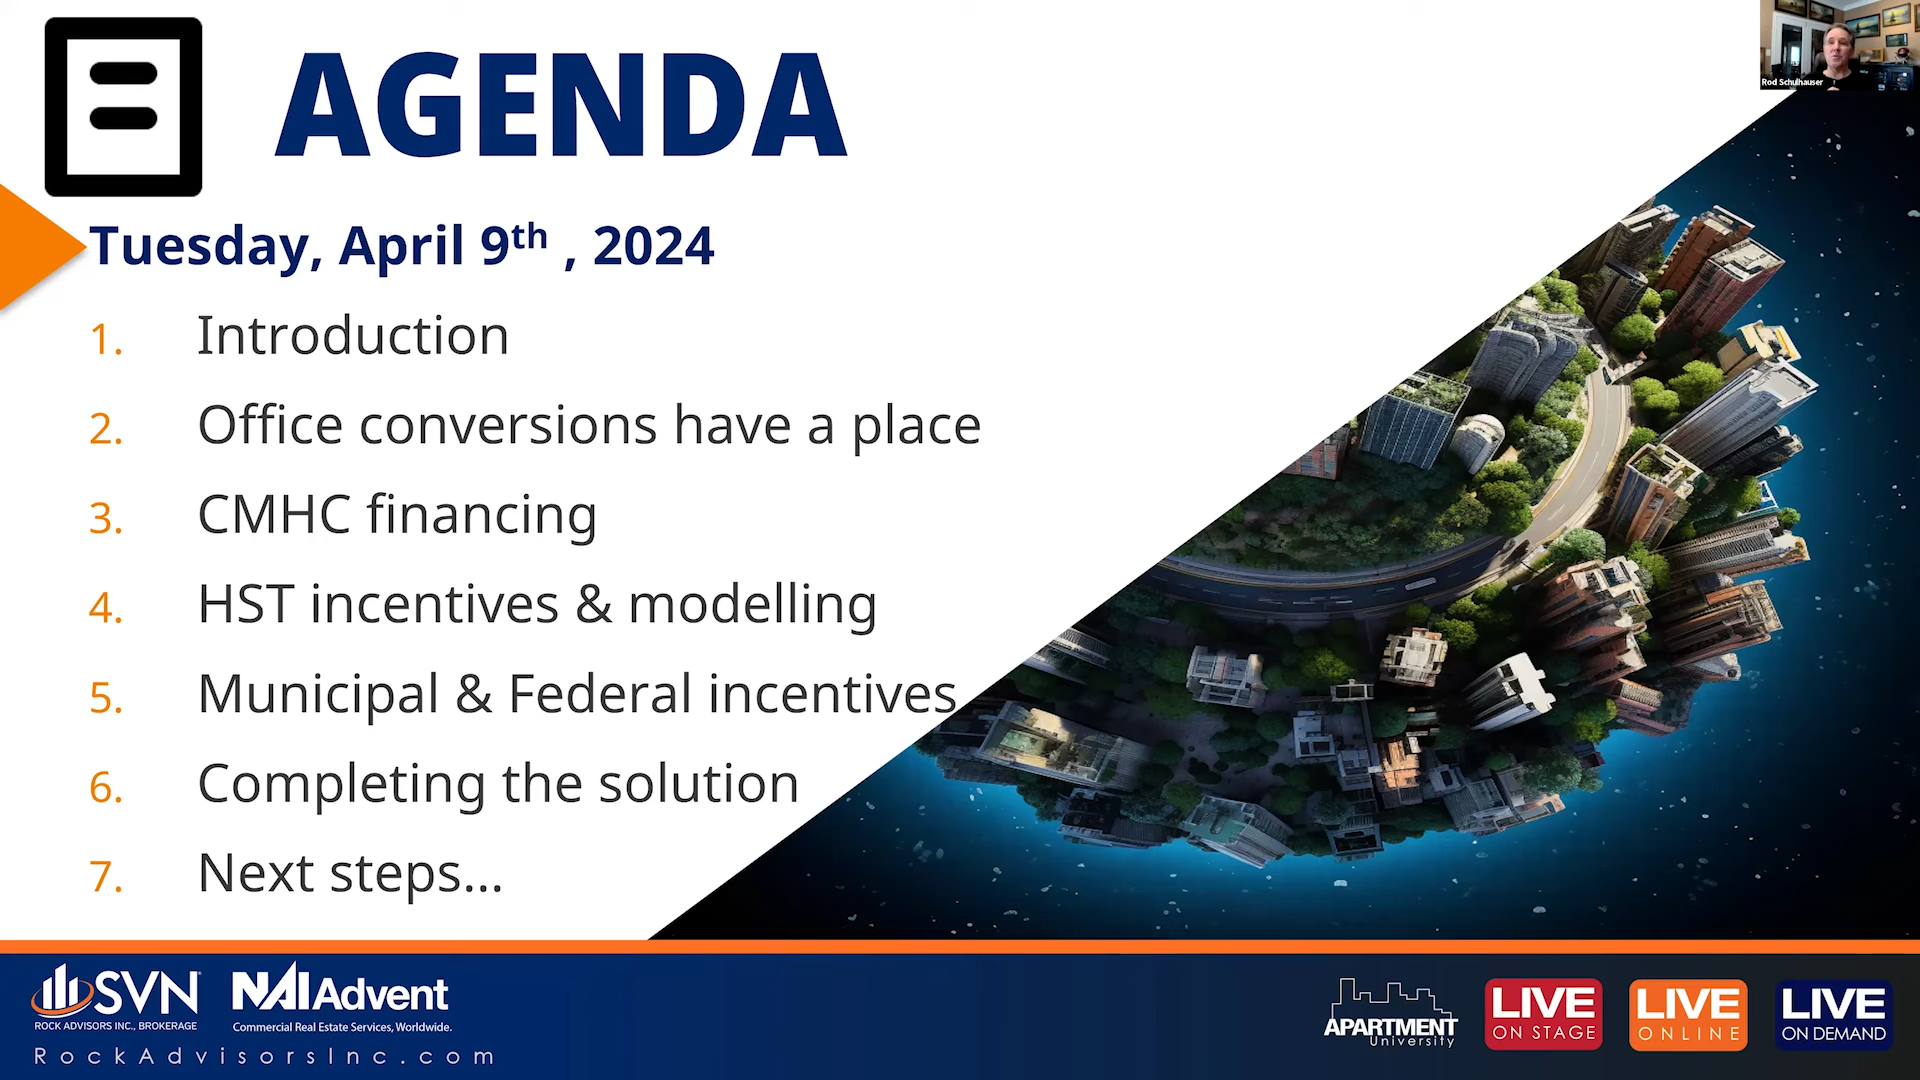 AGENDA
Rod Schulhauser
Tuesday, April 9th , 2024
1. Introduction
2. Office conversions have a place
3. CMHC financing
4. HST incentives & modelling
5. Municipal & Federal incentives
6. Completing the solution
7. Next steps...
SVN
ROCK ADVISORS INC., BROKERAGE
NAI Advent
Commercial Real Estate Services, Worldwide.
RockAdvisorsInc.com
APARTMENT
University
LIVE
ON STAGE
LIVE
ONLINE
LIVE
ON DEMAND